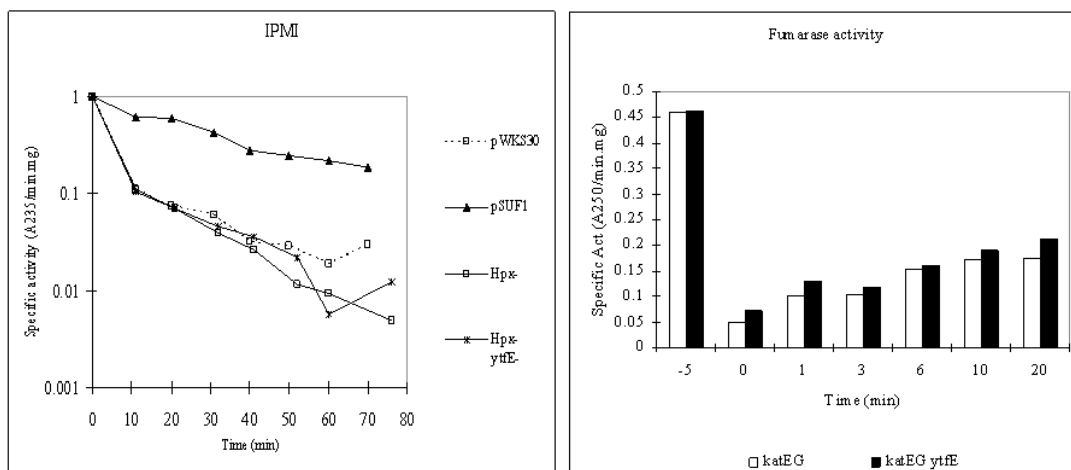 IPMI
Specific activity (A235/min.mg)
1
0.1
0.01
0.001
0 10 20 30 40 50 60 70 80
Time (min)
pWKS30
pSUF1
Hpx-
Hpx-
ytfE-
Fumarase activity
Specific Act (A250/min.mg)
0.5
0.45
0.4
0.35
0.3
0.25
0.2
0.15
0.1
0.05
0
-5 0 1 3 6 10 20
Time (min)
katEG katEG ytfE